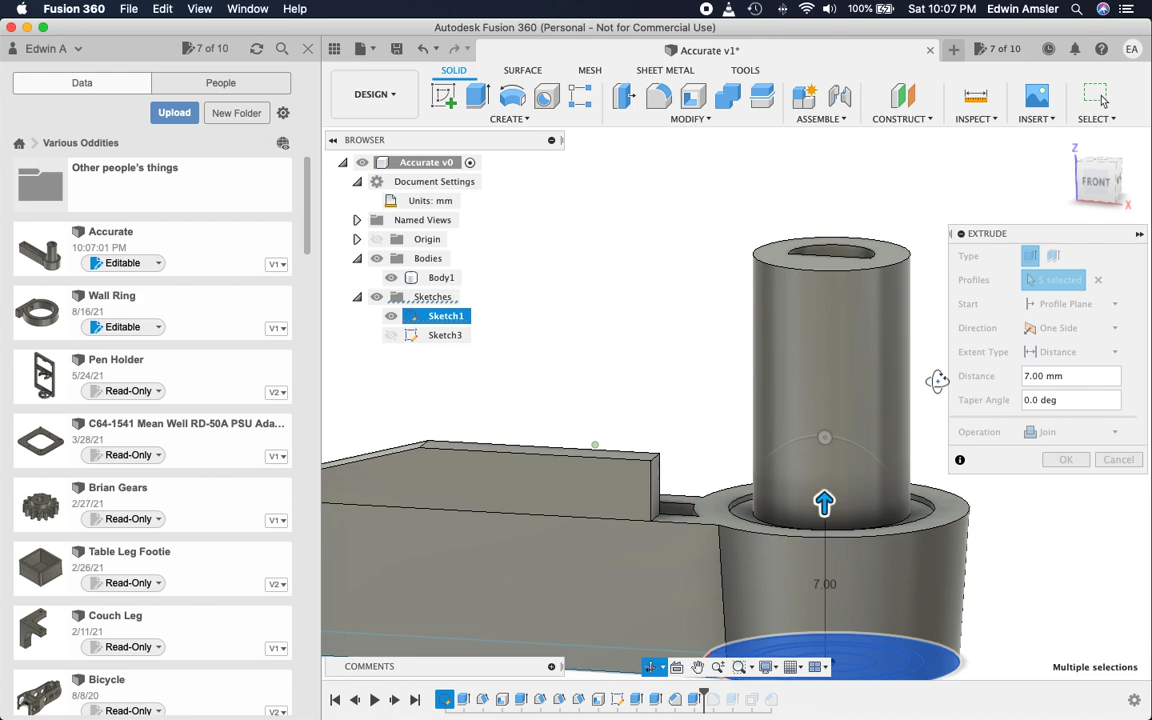 Fusion 360 File Edit View Window Help 100% Sat 10:07 PM Edwin Amsler
Autodesk Fusion 360 (Personal - Not for Commercial Use)
Edwin A 7 of 10 Accurate v1* 7 of 10 EA
Data People
SOLID SURFACE MESH SHEET METAL TOOLS
DESIGN
Upload New Folder
CREATE MODIFY ASSEMBLE CONSTRUCT INSPECT INSERT SELECT
Various Oddities
BROWSER
Other people's things
Accurate v0
Document Settings
Units: mm
Named Views
Origin
Bodies
Body1
Sketches
Sketch1
Sketch3
Accurate
10:07:01 PM
Editable V1
Wall Ring
8/16/21
Editable V1
Pen Holder
5/24/21
Read-Only V2
C64-1541 Mean Well RD-50A PSU Ada...
3/28/21
Read-Only V1
Brian Gears
2/27/21
Read-Only V1
Table Leg Footie
2/26/21
Read-Only V2
Couch Leg
2/11/21
Read-Only V1
Bicycle
8/8/20
Read-Only V2
Z
FRONT
X
EXTRUDE
Type
Profiles 5 selected
Start Profile Plane
Direction One Side
Extent Type Distance
Distance 7.00 mm
Taper Angle 0.0 deg
Operation Join
OK Cancel
7.00
COMMENTS
Multiple selections